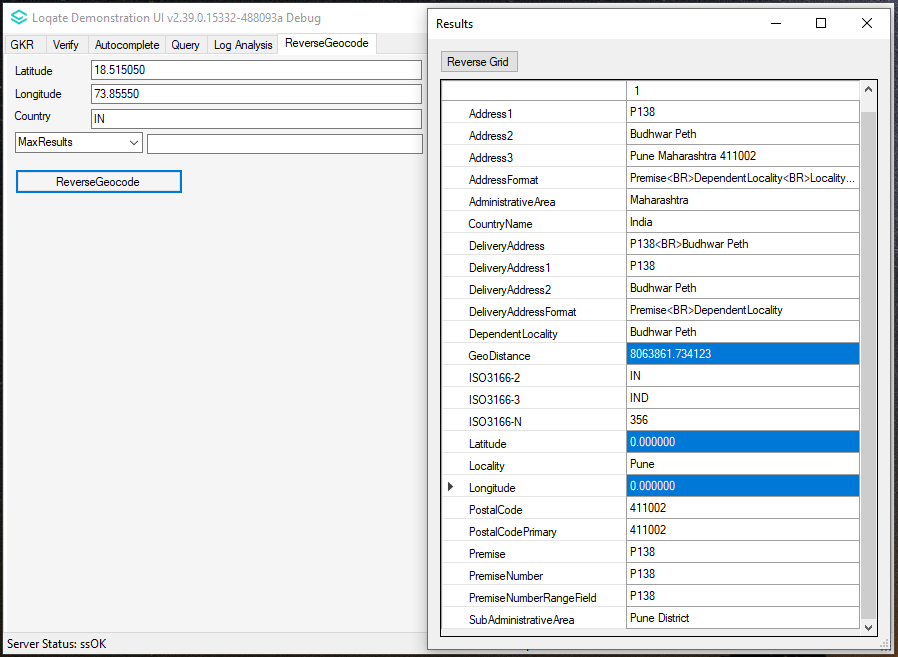 Loqate Demonstration UI v2.39.0.15332-488093a Debug
GKR Verify Autocomplete Query Log Analysis ReverseGeocode
Latitude 18.515050
Longitude 73.85550
Country IN
MaxResults
ReverseGeocode
Server Status: ssOK
Results
Reverse Grid
1
Address1 P138
Address2 Budhwar Peth
Address3 Pune Maharashtra 411002
AddressFormat Premise<BR>DependentLocality<BR>Locality...
AdministrativeArea Maharashtra
CountryName India
DeliveryAddress P138<BR>Budhwar Peth
DeliveryAddress1 P138
DeliveryAddress2 Budhwar Peth
DeliveryAddressFormat Premise<BR>DependentLocality
DependentLocality Budhwar Peth
GeoDistance 8063861.734123
ISO3166-2 IN
ISO3166-3 IND
ISO3166-N 356
Latitude 0.000000
Locality Pune
Longitude 0.000000
PostalCode 411002
PostalCodePrimary 411002
Premise P138
PremiseNumber P138
PremiseNumberRangeField P138
SubAdministrativeArea Pune District